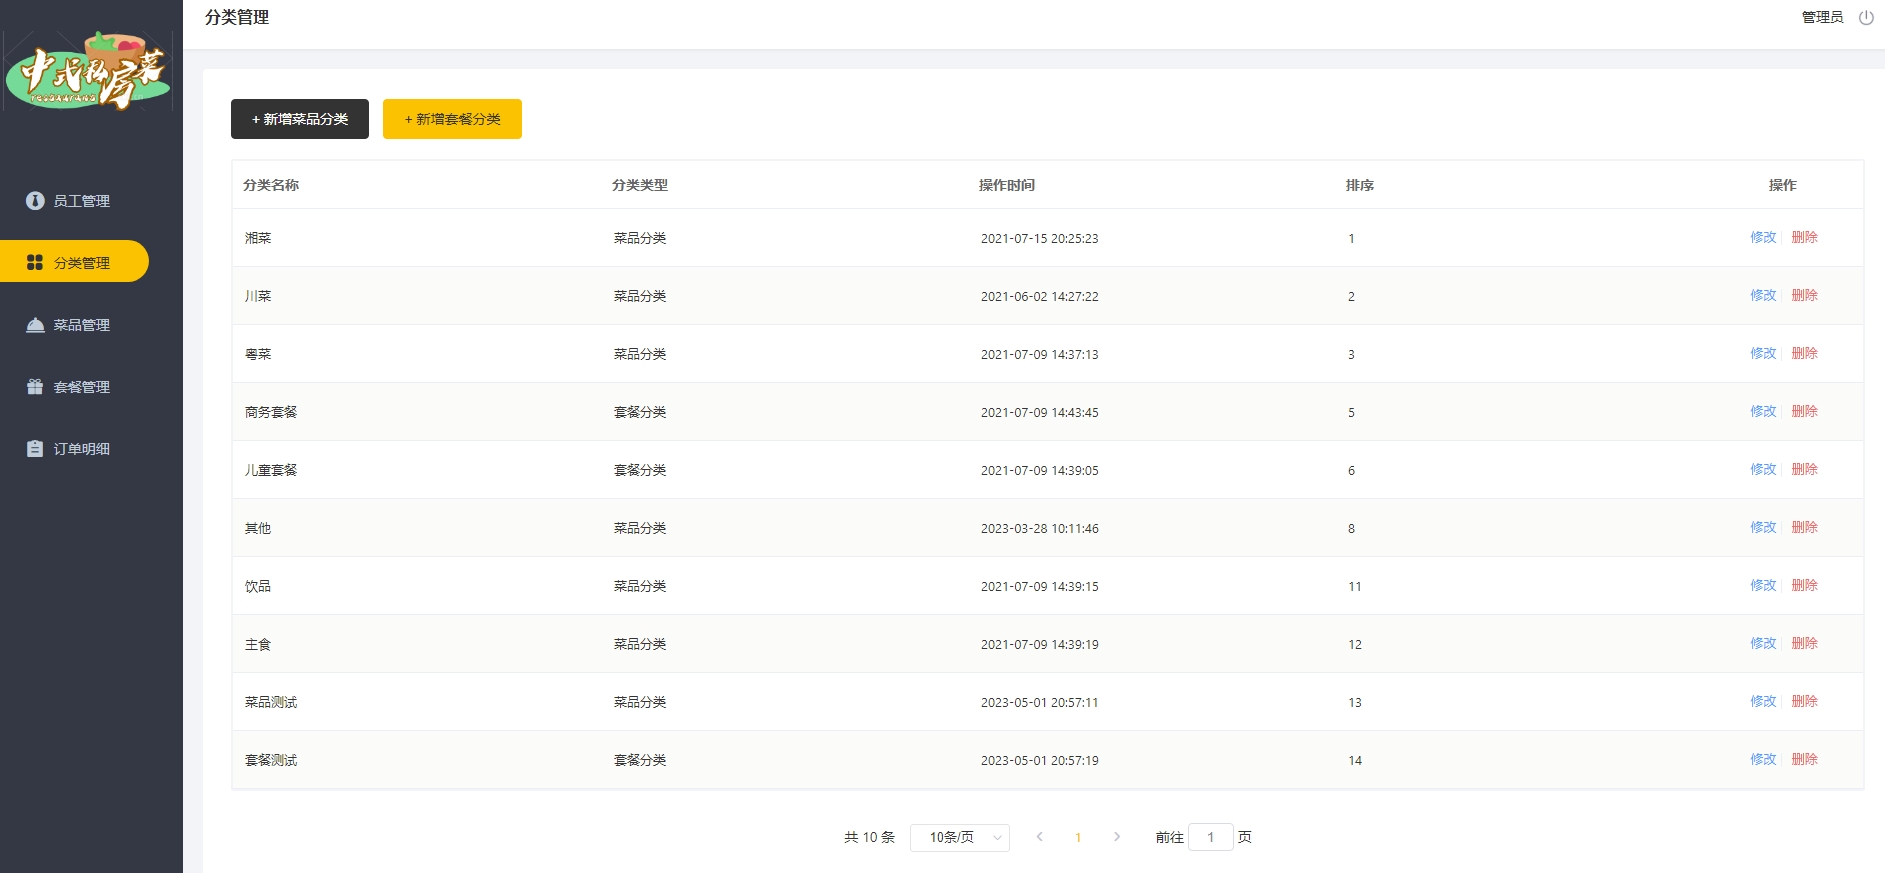 分类管理
管理员
中式私房菜
restaurant
+ 新增菜品分类
+ 新增套餐分类
员工管理
分类管理
菜品管理
套餐管理
订单明细
分类名称 分类类型 操作时间 排序 操作
湘菜 菜品分类 2021-07-15 20:25:23 1 修改 删除
川菜 菜品分类 2021-06-02 14:27:22 2 修改 删除
粤菜 菜品分类 2021-07-09 14:37:13 3 修改 删除
商务套餐 套餐分类 2021-07-09 14:43:45 5 修改 删除
儿童套餐 套餐分类 2021-07-09 14:39:05 6 修改 删除
其他 菜品分类 2023-03-28 10:11:46 8 修改 删除
饮品 菜品分类 2021-07-09 14:39:15 11 修改 删除
主食 菜品分类 2021-07-09 14:39:19 12 修改 删除
菜品测试 菜品分类 2023-05-01 20:57:11 13 修改 删除
套餐测试 套餐分类 2023-05-01 20:57:19 14 修改 删除
共 10 条 10条/页 1 前往 1 页